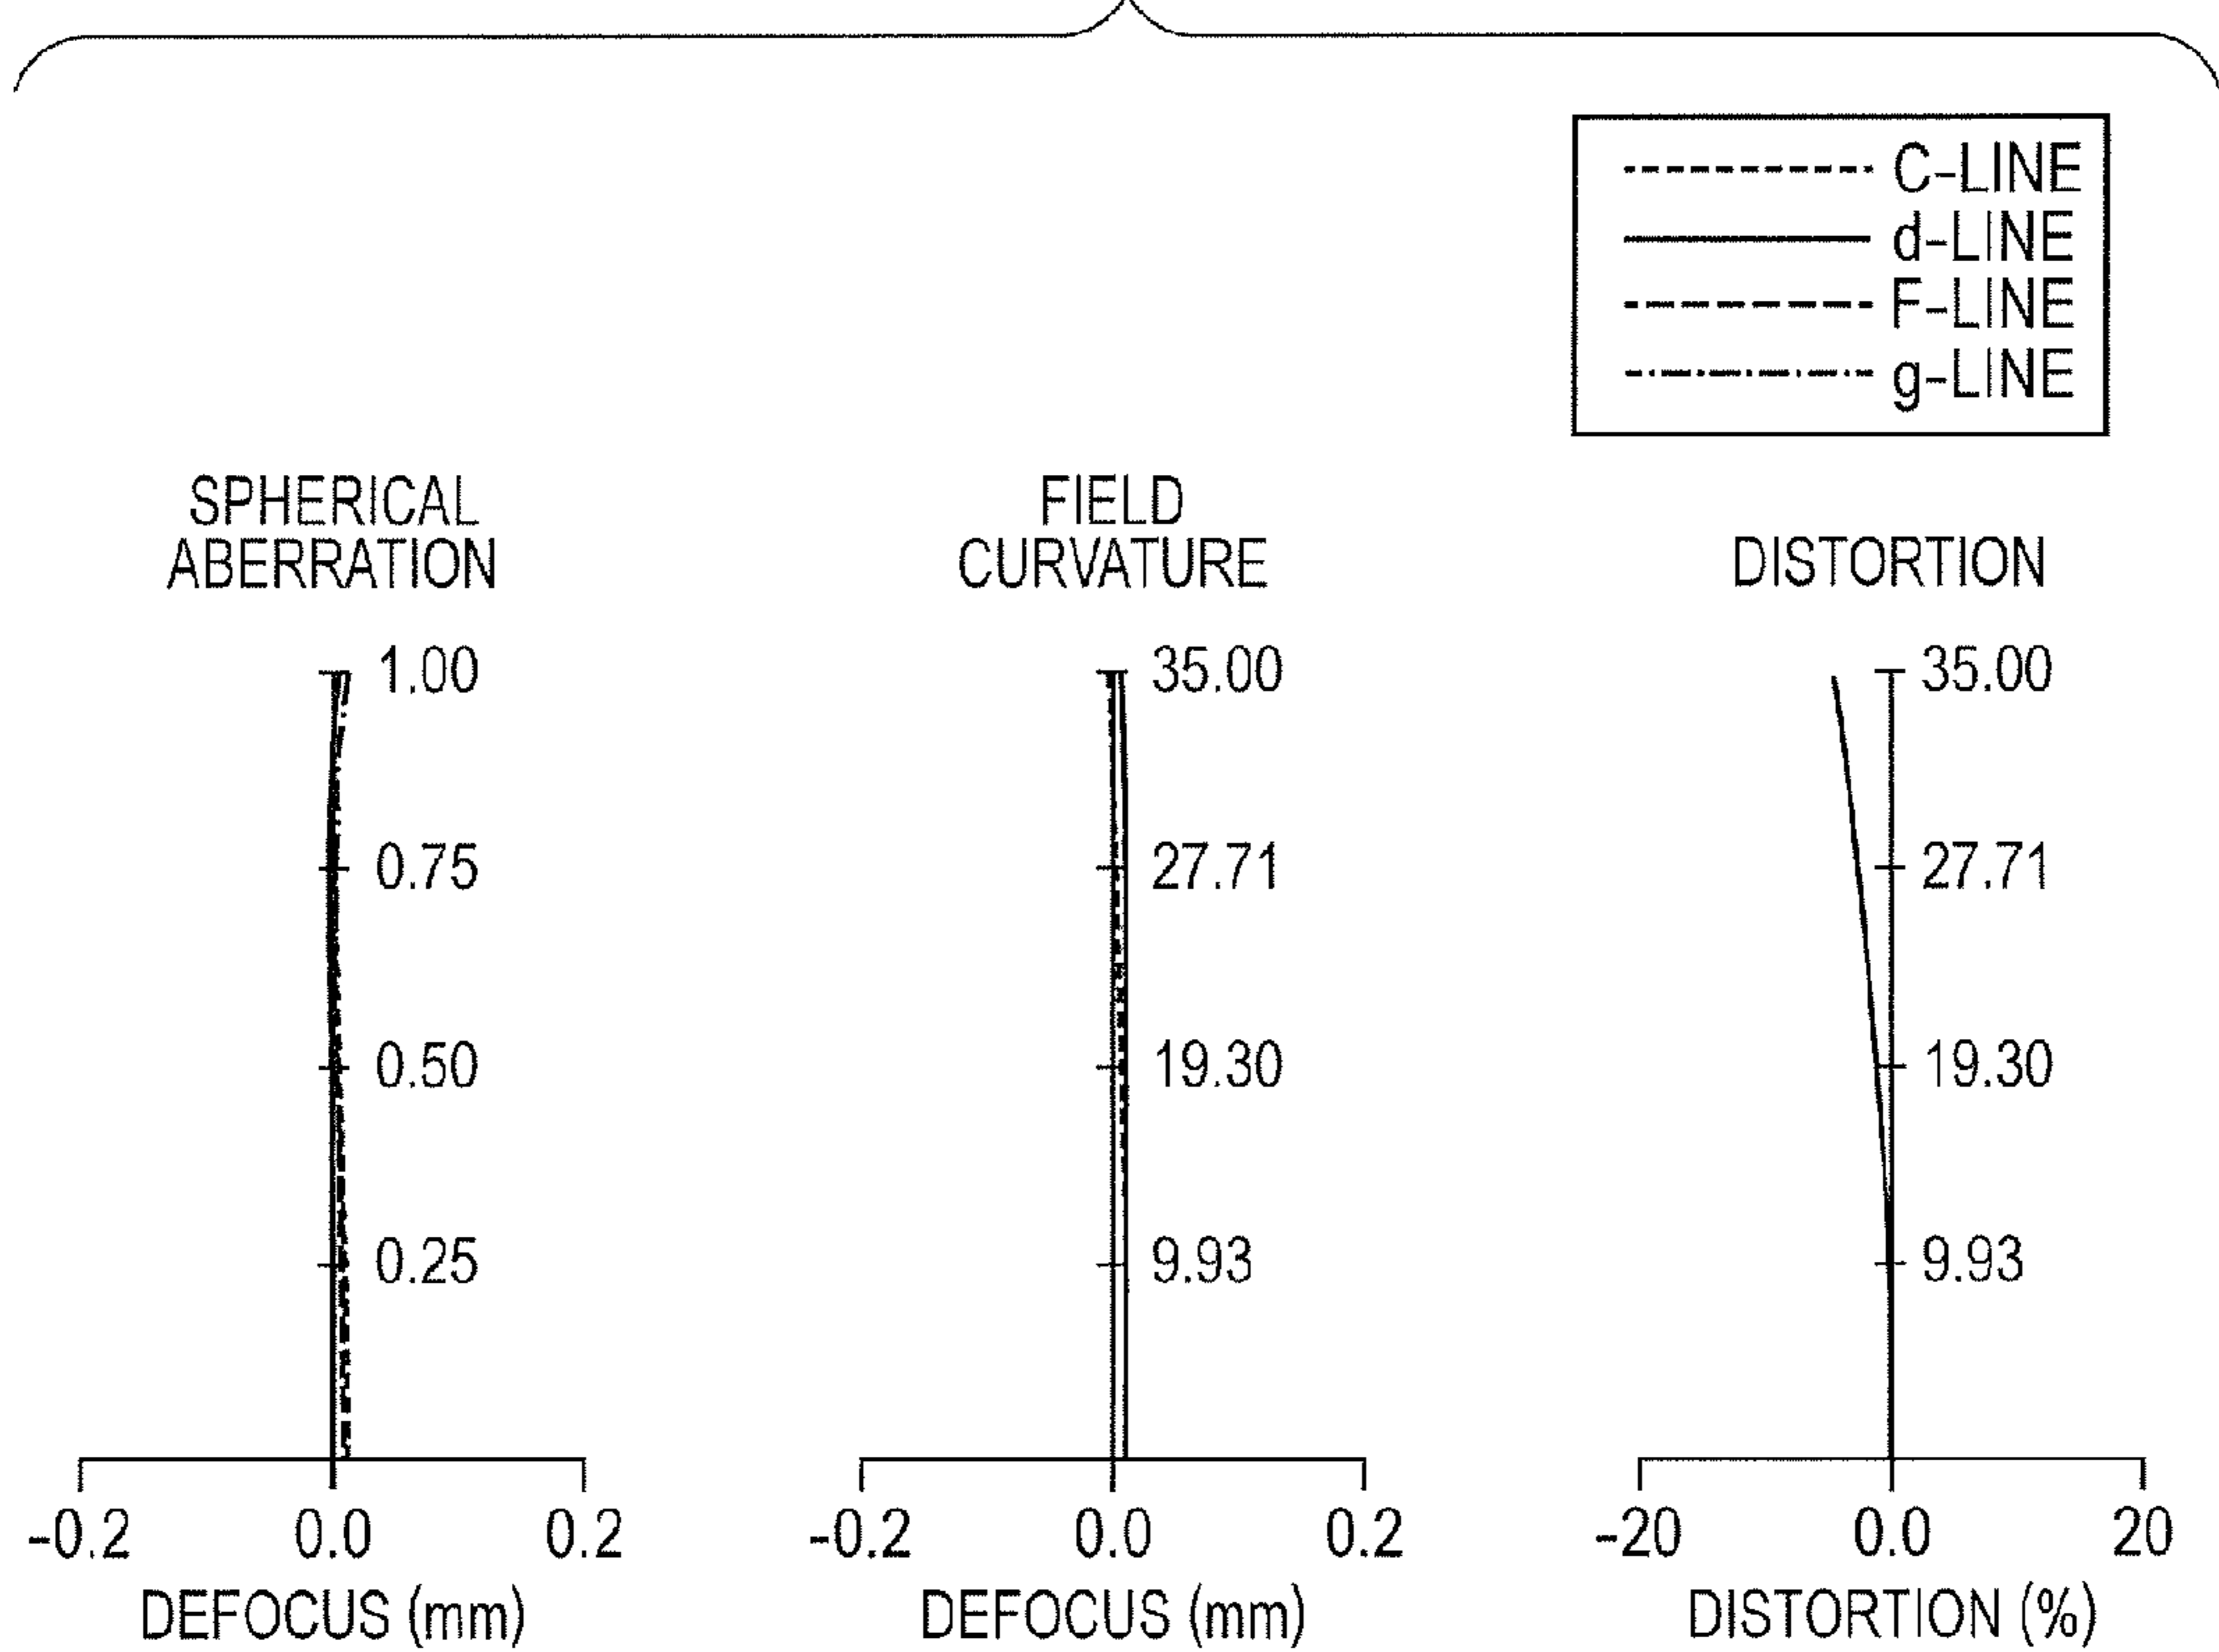 C-LINE
d-LINE
F-LINE
g-LINE
SPHERICAL
ABERRATION
1.00
0.75
0.50
0.25
-0.2 0.0 0.2
DEFOCUS (mm)
FIELD
CURVATURE
35.00
27.71
19.30
9.93
-0.2 0.0 0.2
DEFOCUS (mm)
DISTORTION
35.00
27.71
19.30
9.93
-20 0.0 20
DISTORTION (%)